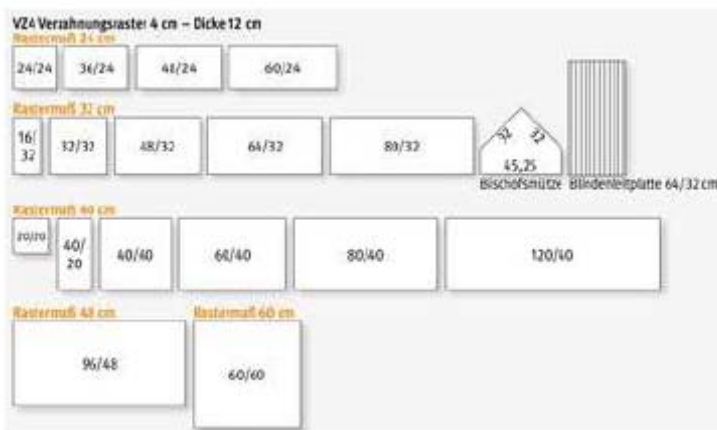 VZ4 Verzahnungsraster 4 cm – Dicke 12 cm
Rastermaß 24 cm
24/24 36/24 48/24 60/24
Rastermaß 32 cm
16/
32
32/32 48/32 64/32 80/32
32 32
45,25
Bischofsmütze Blindenleitplatte 64/32 cm
Rastermaß 40 cm
20/20
40/
20
40/40 60/40 80/40 120/40
Rastermaß 48 cm Rastermaß 60 cm
96/48
60/60